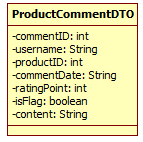 ProductCommentDTO
-commentID: int
-username: String
-productID: int
-commentDate: String
-ratingPoint: int
-isFlag: boolean
-content: String